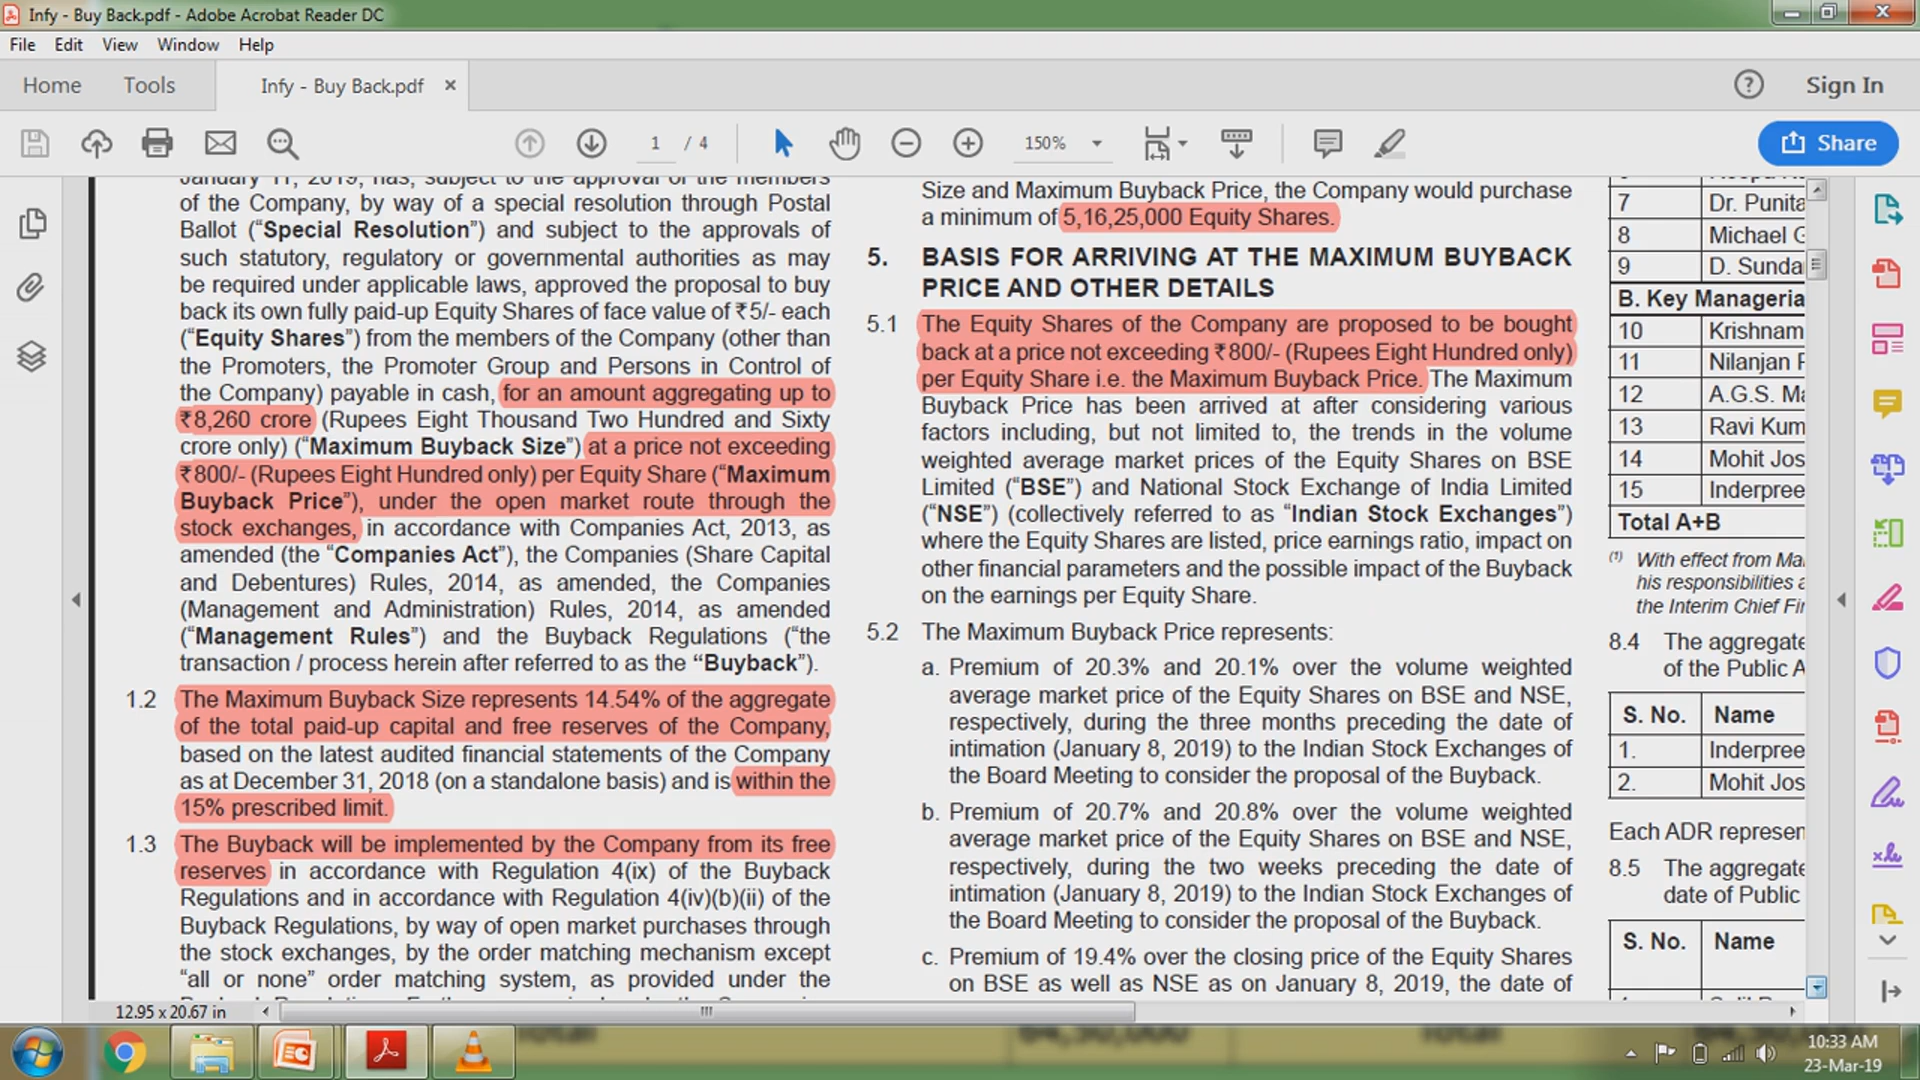 Infy - Buy Back.pdf - Adobe Acrobat Reader DC
File Edit View Window Help
Home Tools Infy - Buy Back.pdf × Sign In
1 / 4 150% Share
January 11, 2019, has, subject to the approval of the members
of the Company, by way of a special resolution through Postal
Ballot (“Special Resolution”) and subject to the approvals of
such statutory, regulatory or governmental authorities as may
be required under applicable laws, approved the proposal to buy
back its own fully paid-up Equity Shares of face value of ₹5/- each
(“Equity Shares”) from the members of the Company (other than
the Promoters, the Promoter Group and Persons in Control of
the Company) payable in cash, for an amount aggregating up to
₹8,260 crore (Rupees Eight Thousand Two Hundred and Sixty
crore only) (“Maximum Buyback Size”) at a price not exceeding
₹800/- (Rupees Eight Hundred only) per Equity Share (“Maximum
Buyback Price”), under the open market route through the
stock exchanges, in accordance with Companies Act, 2013, as
amended (the “Companies Act”), the Companies (Share Capital
and Debentures) Rules, 2014, as amended, the Companies
(Management and Administration) Rules, 2014, as amended
(“Management Rules”) and the Buyback Regulations (“the
transaction / process herein after referred to as the “Buyback”).
1.2 The Maximum Buyback Size represents 14.54% of the aggregate
of the total paid-up capital and free reserves of the Company,
based on the latest audited financial statements of the Company
as at December 31, 2018 (on a standalone basis) and is within the
15% prescribed limit.
1.3 The Buyback will be implemented by the Company from its free
reserves in accordance with Regulation 4(ix) of the Buyback
Regulations and in accordance with Regulation 4(iv)(b)(ii) of the
Buyback Regulations, by way of open market purchases through
the stock exchanges, by the order matching mechanism except
“all or none” order matching system, as provided under the
Size and Maximum Buyback Price, the Company would purchase
a minimum of 5,16,25,000 Equity Shares.
5. BASIS FOR ARRIVING AT THE MAXIMUM BUYBACK
PRICE AND OTHER DETAILS
5.1 The Equity Shares of the Company are proposed to be bought
back at a price not exceeding ₹800/- (Rupees Eight Hundred only)
per Equity Share i.e. the Maximum Buyback Price. The Maximum
Buyback Price has been arrived at after considering various
factors including, but not limited to, the trends in the volume
weighted average market prices of the Equity Shares on BSE
Limited (“BSE”) and National Stock Exchange of India Limited
(“NSE”) (collectively referred to as “Indian Stock Exchanges”)
where the Equity Shares are listed, price earnings ratio, impact on
other financial parameters and the possible impact of the Buyback
on the earnings per Equity Share.
5.2 The Maximum Buyback Price represents:
a. Premium of 20.3% and 20.1% over the volume weighted
average market price of the Equity Shares on BSE and NSE,
respectively, during the three months preceding the date of
intimation (January 8, 2019) to the Indian Stock Exchanges of
the Board Meeting to consider the proposal of the Buyback.
b. Premium of 20.7% and 20.8% over the volume weighted
average market price of the Equity Shares on BSE and NSE,
respectively, during the two weeks preceding the date of
intimation (January 8, 2019) to the Indian Stock Exchanges of
the Board Meeting to consider the proposal of the Buyback.
c. Premium of 19.4% over the closing price of the Equity Shares
on BSE as well as NSE as on January 8, 2019, the date of
7 Dr. Punita
8 Michael G
9 D. Sunda
B. Key Manageria
10 Krishnam
11 Nilanjan F
12 A.G.S. Ma
13 Ravi Kum
14 Mohit Jos
15 Inderpree
Total A+B
(1) With effect from Mar
his responsibilities a
the Interim Chief Fin
8.4 The aggregate
of the Public A
S. No. Name
1. Inderpree
2. Mohit Jos
Each ADR represen
8.5 The aggregate
date of Public
S. No. Name
12.95 x 20.67 in
Total Total
10:33 AM
23-Mar-19